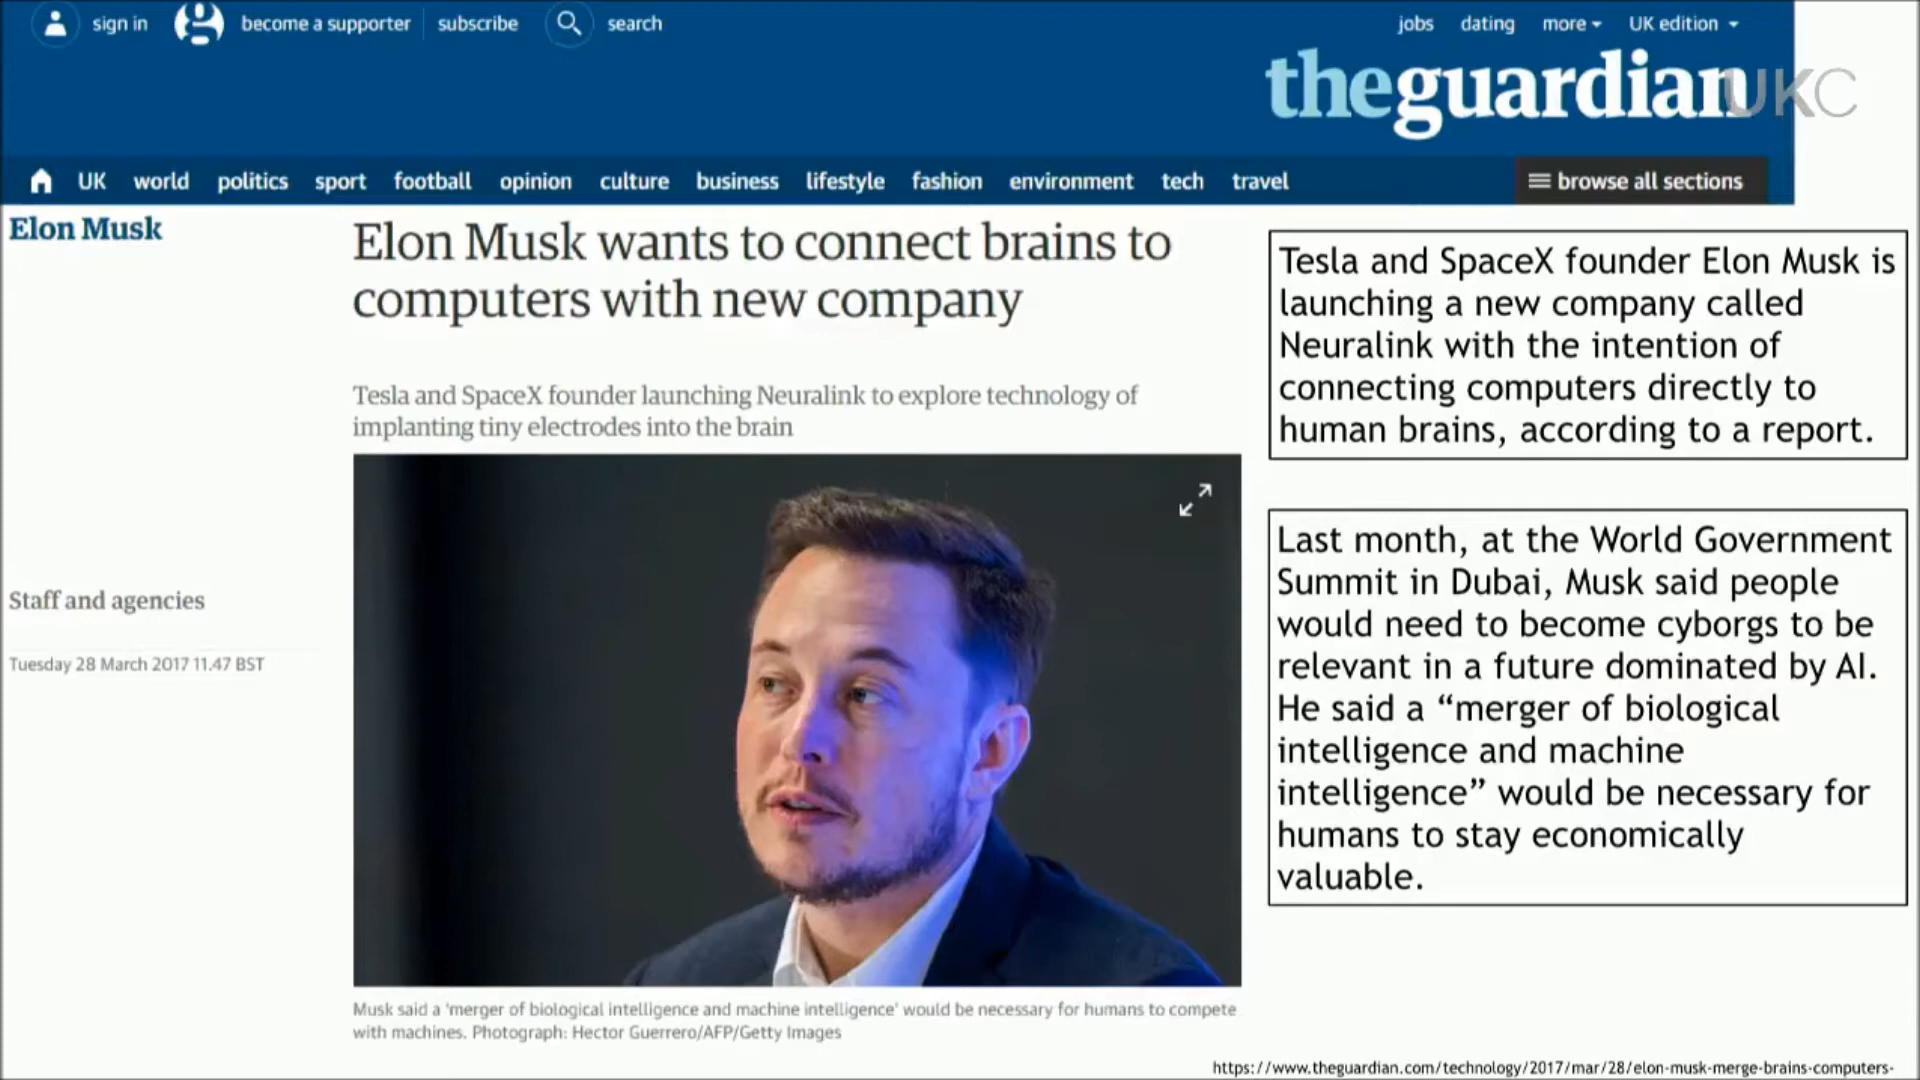 sign in
become a supporter
subscribe
search
jobs
dating
more
UK edition
theguardian
UKC
UK
world
politics
sport
football
opinion
culture
business
lifestyle
fashion
environment
tech
travel
browse all sections
Elon Musk
Elon Musk wants to connect brains to
computers with new company
Tesla and SpaceX founder launching Neuralink to explore technology of
implanting tiny electrodes into the brain
Staff and agencies
Tuesday 28 March 2017 11.47 BST
Musk said a ‘merger of biological intelligence and machine intelligence’ would be necessary for humans to compete
with machines. Photograph: Hector Guerrero/AFP/Getty Images
Tesla and SpaceX founder Elon Musk is
launching a new company called
Neuralink with the intention of
connecting computers directly to
human brains, according to a report.
Last month, at the World Government
Summit in Dubai, Musk said people
would need to become cyborgs to be
relevant in a future dominated by AI.
He said a “merger of biological
intelligence and machine
intelligence” would be necessary for
humans to stay economically
valuable.
https://www.theguardian.com/technology/2017/mar/28/elon-musk-merge-brains-computers-